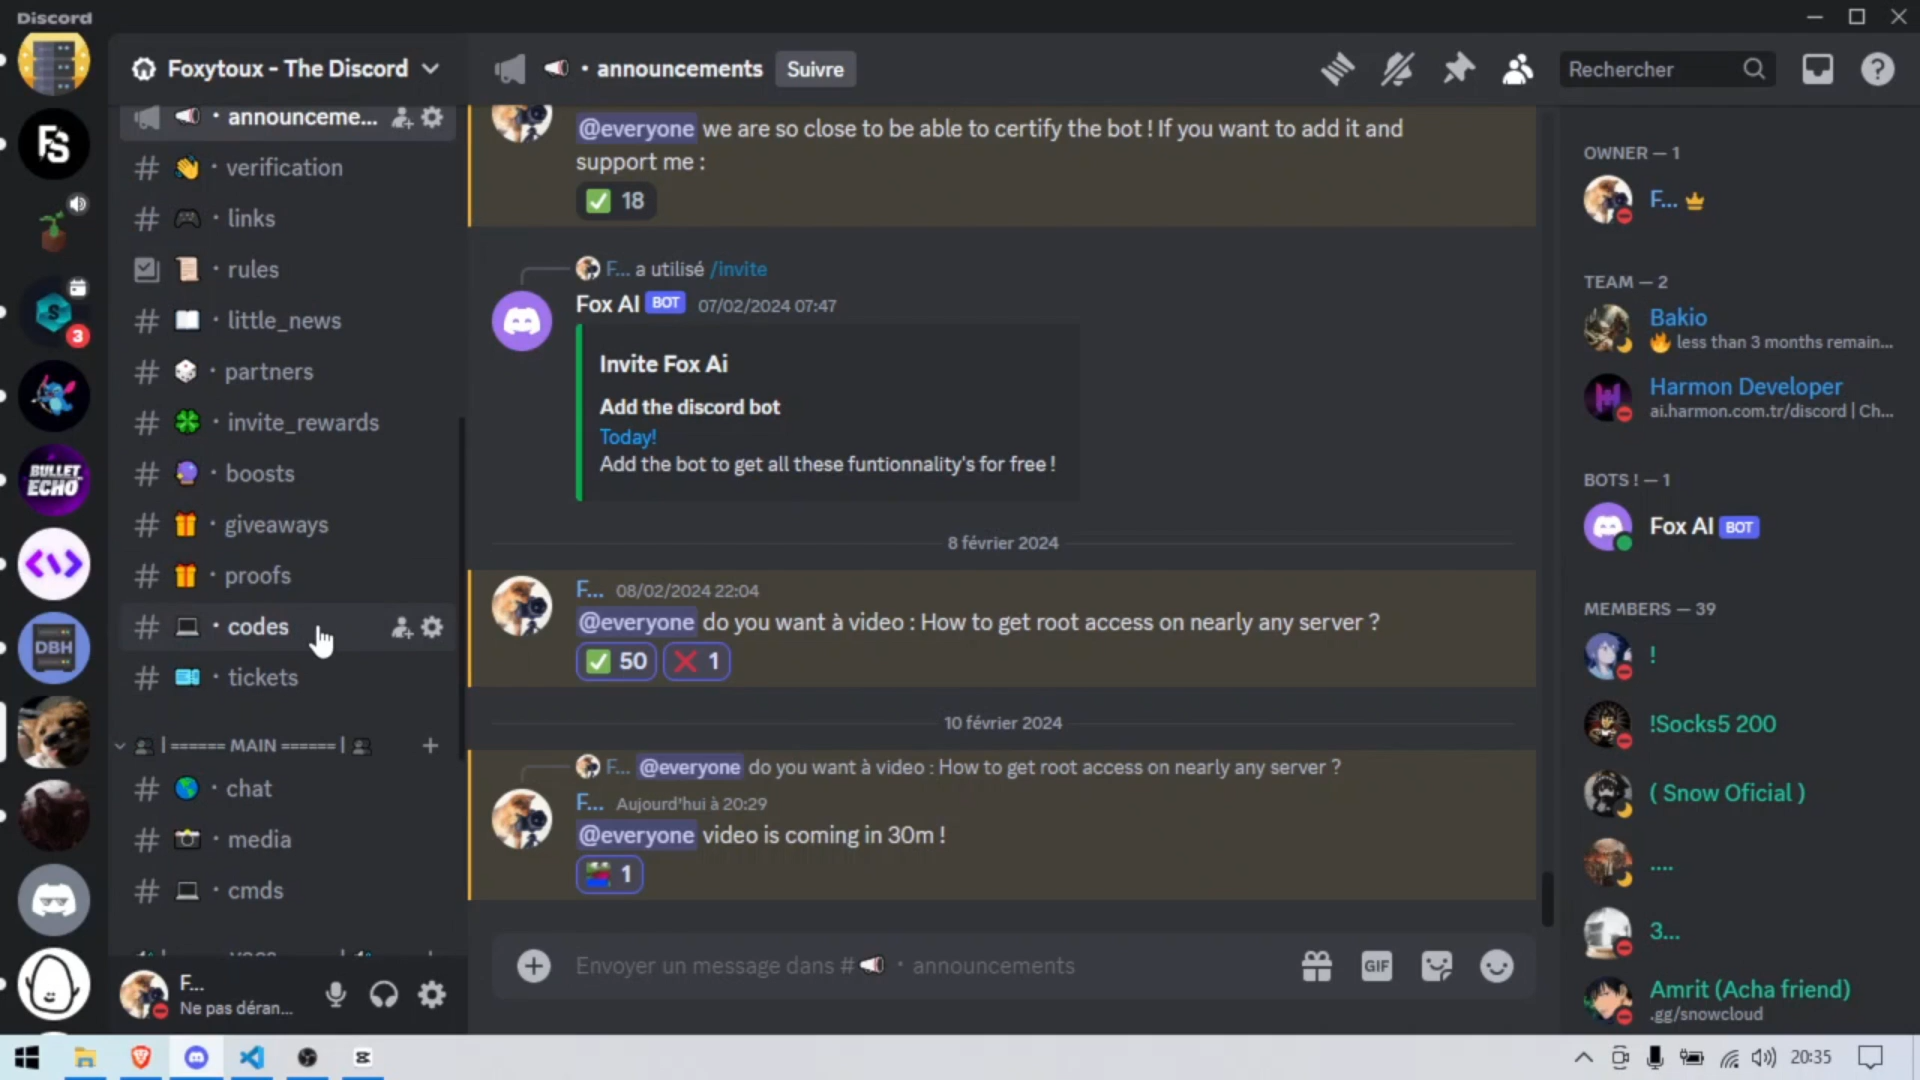 Discord
Foxytoux - The Discord
announceme...
verification
links
rules
little_news
partners
invite_rewards
boosts
giveaways
proofs
codes
tickets
|====== MAIN ======|
chat
media
cmds
F...
Ne pas déran...
FS
S
3
BULLET
ECHO
DBH
· announcements
Suivre
Rechercher
@everyone we are so close to be able to certify the bot ! If you want to add it and
support me :
18
F... a utilisé /invite
Fox AI BOT 07/02/2024 07:47
Invite Fox Ai
Add the discord bot
Today!
Add the bot to get all these funtionnality's for free !
8 février 2024
F... 08/02/2024 22:04
@everyone do you want à video : How to get root access on nearly any server ?
50 1
10 février 2024
F... @everyone do you want à video : How to get root access on nearly any server ?
F... Aujourd'hui à 20:29
@everyone video is coming in 30m !
1
Envoyer un message dans # · announcements
GIF
OWNER — 1
F...
TEAM — 2
Bakio
less than 3 months remain...
Harmon Developer
ai.harmon.com.tr/discord | Ch...
BOTS ! — 1
Fox AI BOT
MEMBERS — 39
!
!Socks5 200
( Snow Oficial )
....
3...
Amrit (Acha friend)
.gg/snowcloud
20:35